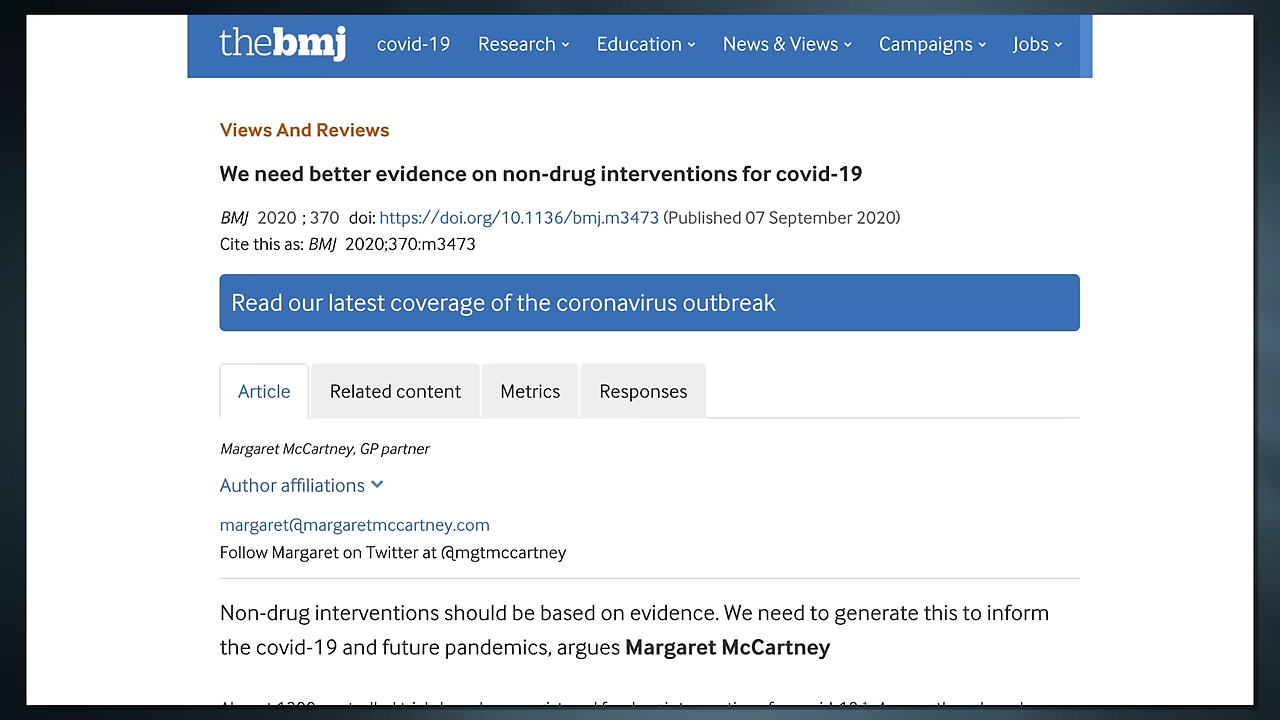 thebmj covid-19 Research Education News & Views Campaigns Jobs
Views And Reviews
We need better evidence on non-drug interventions for covid-19
BMJ 2020 ; 370 doi: https://doi.org/10.1136/bmj.m3473 (Published 07 September 2020)
Cite this as: BMJ 2020;370:m3473
Read our latest coverage of the coronavirus outbreak
Article Related content Metrics Responses
Margaret McCartney, GP partner
Author affiliations
margaret@margaretmccartney.com
Follow Margaret on Twitter at @mgtmccartney
Non-drug interventions should be based on evidence. We need to generate this to inform
the covid-19 and future pandemics, argues Margaret McCartney